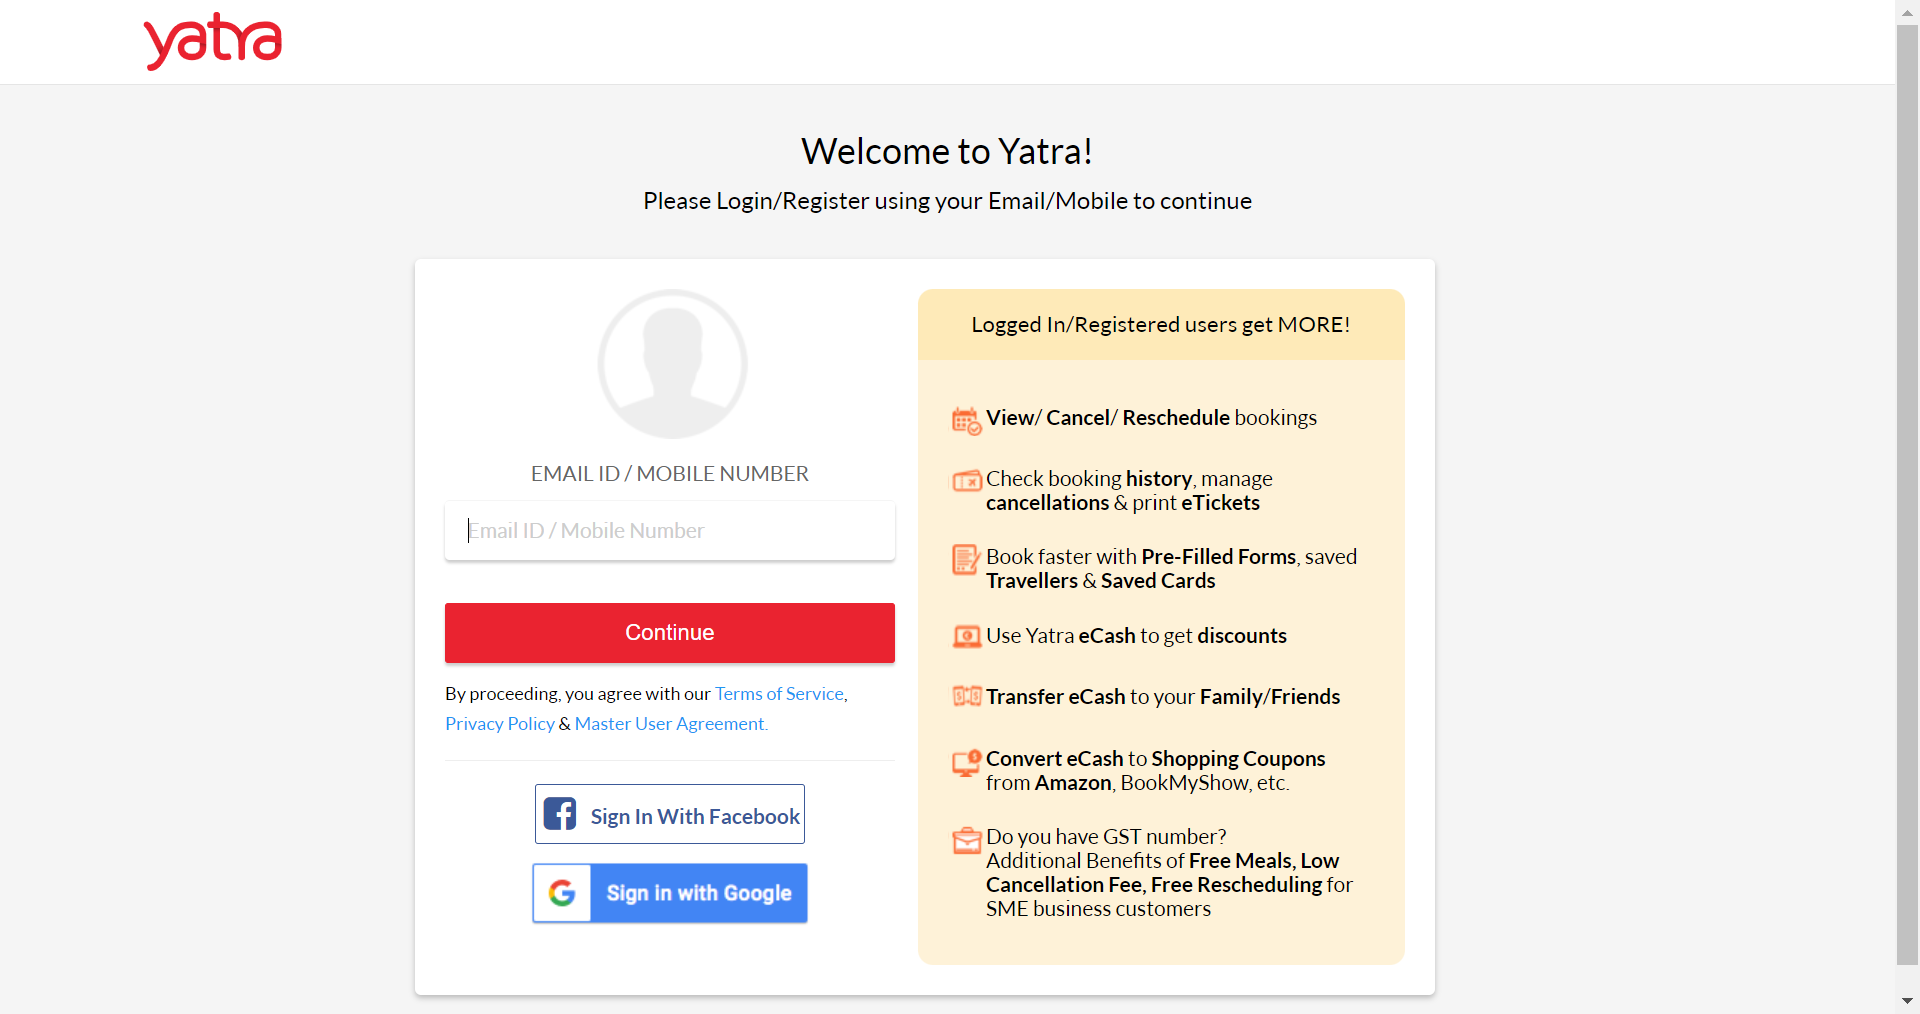 yatra
Welcome to Yatra!
Please Login/Register using your Email/Mobile to continue
EMAIL ID / MOBILE NUMBER
Email ID / Mobile Number
Continue
By proceeding, you agree with our Terms of Service,
Privacy Policy & Master User Agreement.
Sign In With Facebook
Sign in with Google
Logged In/Registered users get MORE!
View/ Cancel/ Reschedule bookings
Check booking history, manage
cancellations & print eTickets
Book faster with Pre-Filled Forms, saved
Travellers & Saved Cards
Use Yatra eCash to get discounts
Transfer eCash to your Family/Friends
Convert eCash to Shopping Coupons
from Amazon, BookMyShow, etc.
Do you have GST number?
Additional Benefits of Free Meals, Low
Cancellation Fee, Free Rescheduling for
SME business customers